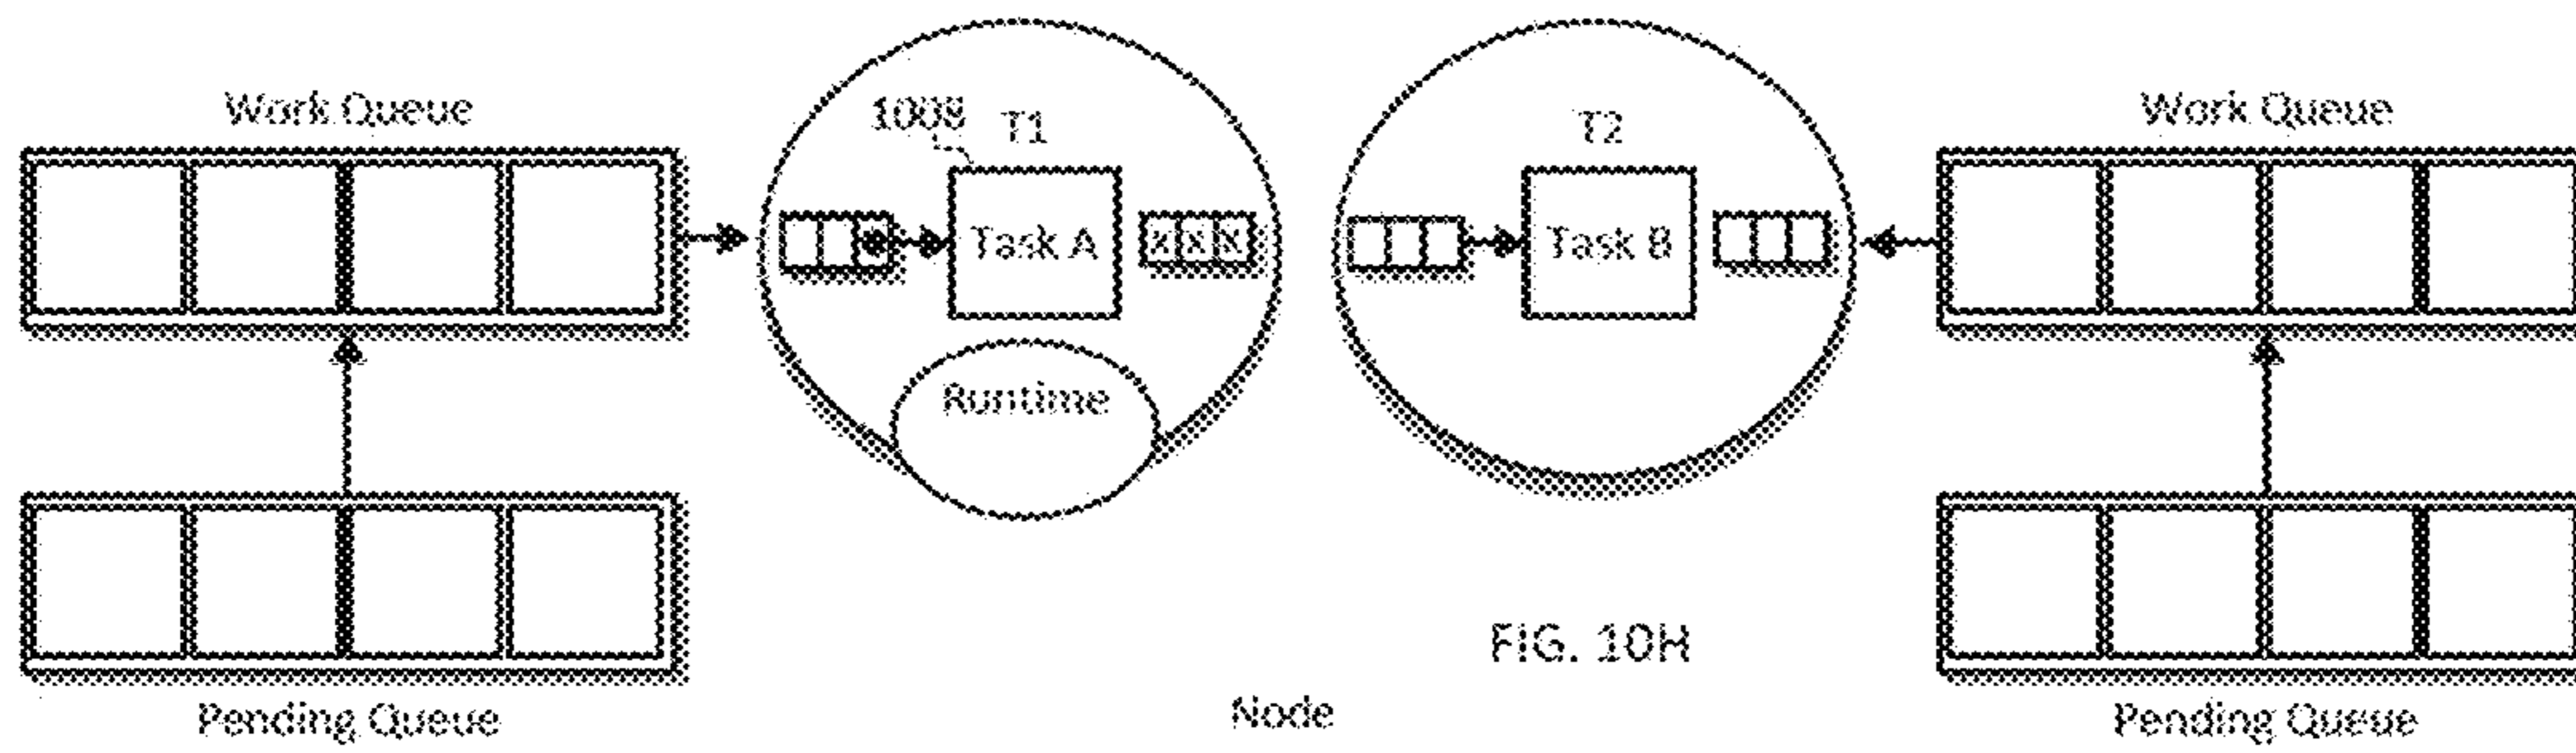 Work Queue
1008
T1
T2
Work Queue
Task A
X X X
Task B
Runtime
FIG. 10H
Pending Queue
Node
Pending Queue